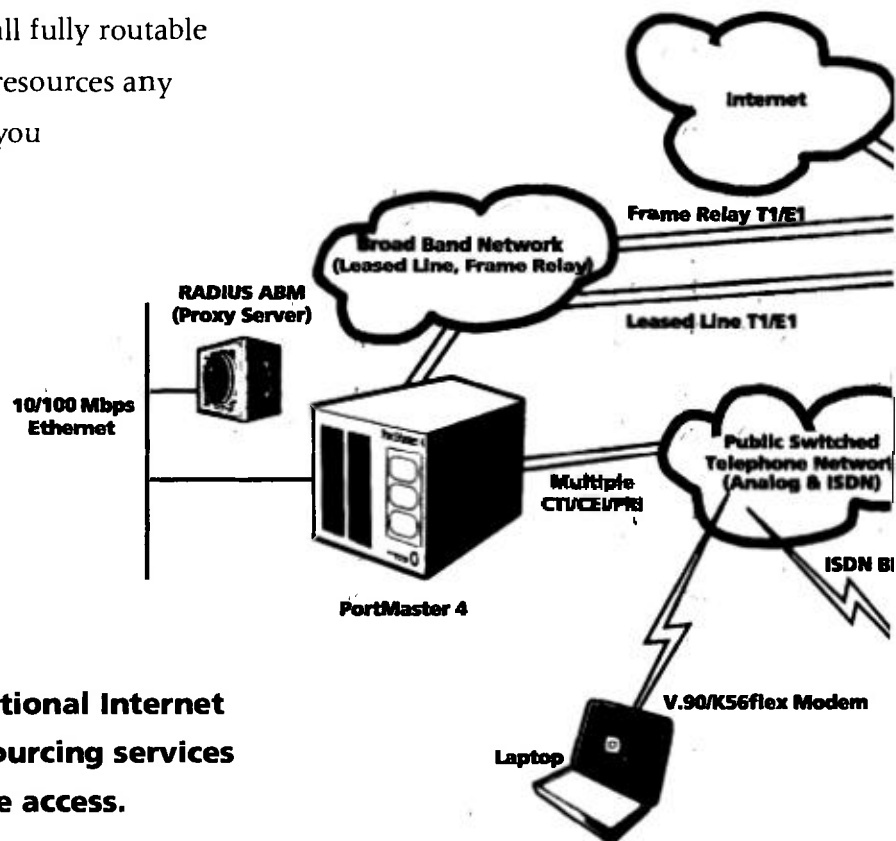 all fully routable
resources any
you
Internet
Frame Relay T1/E1
Broad Band Network
(Leased Line, Frame Relay)
Leased Line T1/E1
RADIUS ABM
(Proxy Server)
10/100 Mbps
Ethernet
PortMaster 4
Public Switched
Telephone Network
(Analog & ISDN)
Multiple
CT1/CE1/PRI
ISDN
PortMaster 4
V.90/K56flex Modem
Laptop
tional Internet
ourcing services
e access.